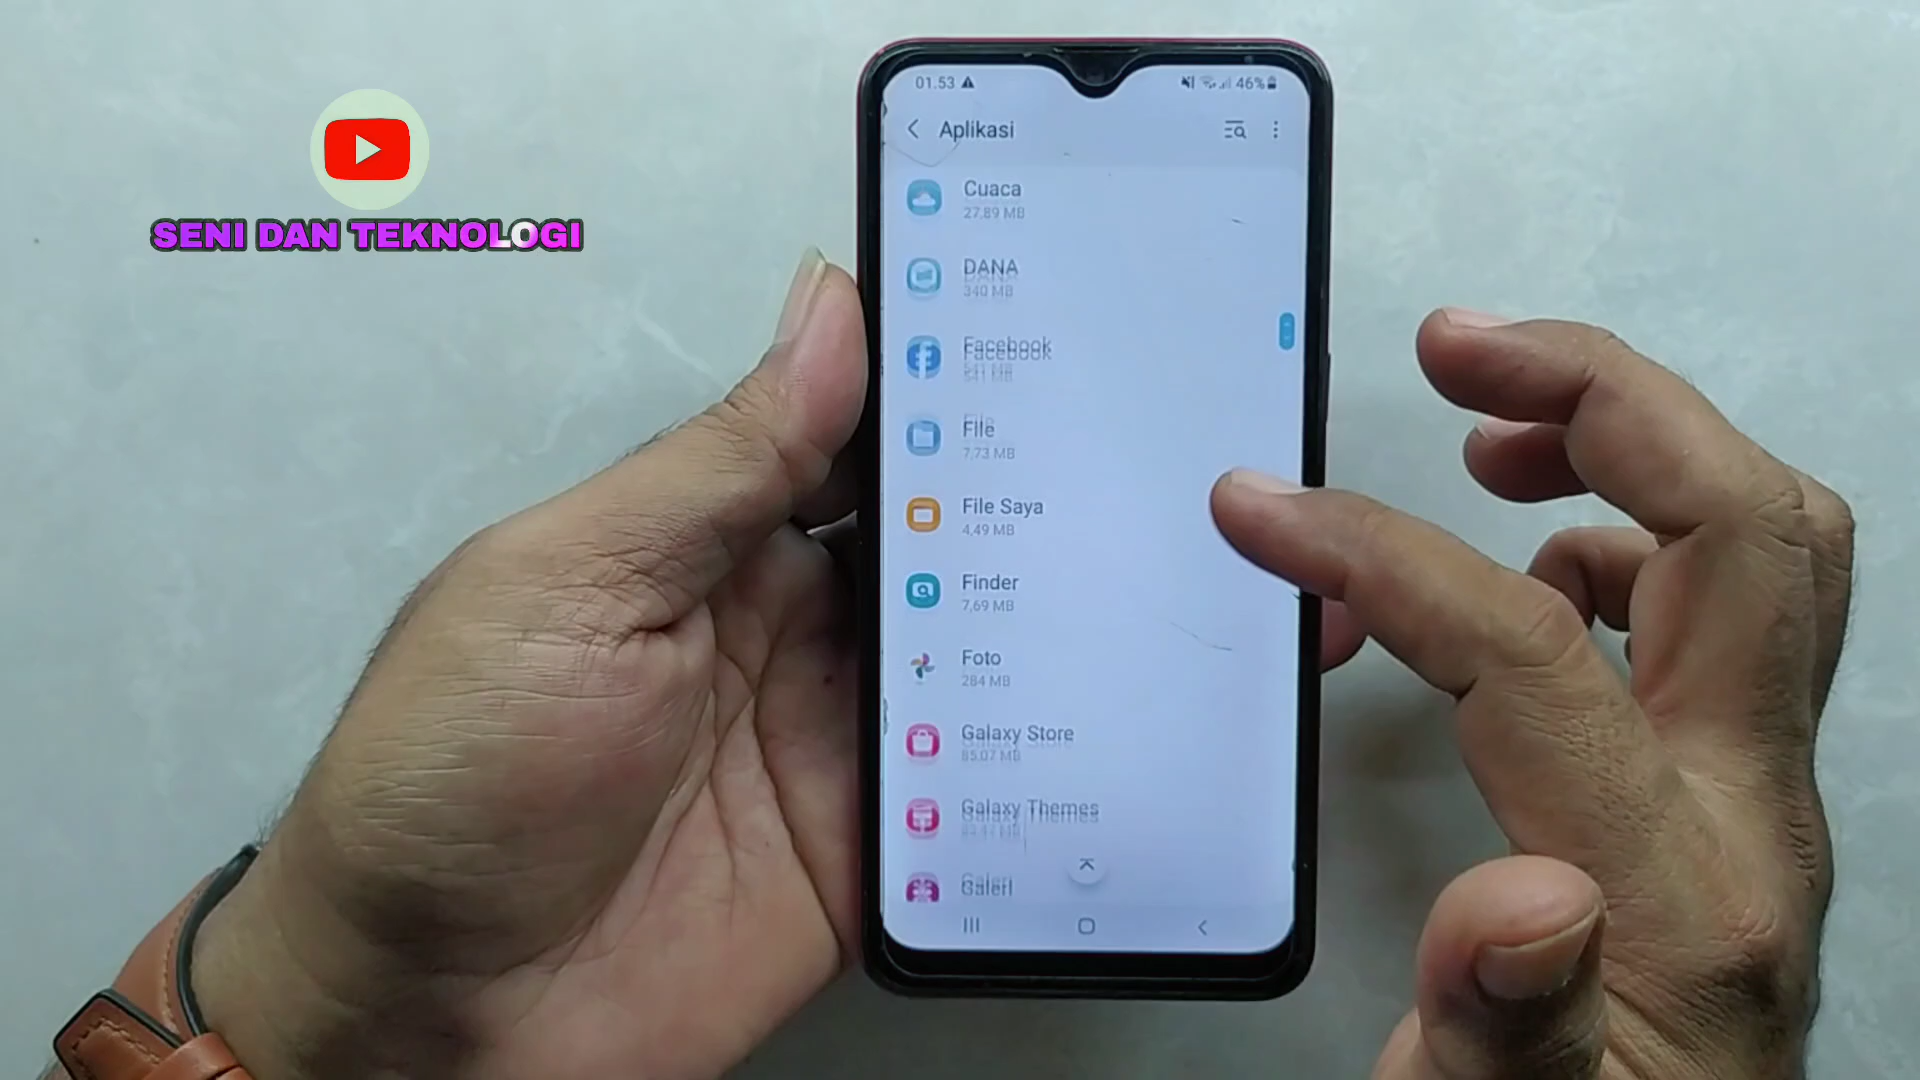 SENI DAN TEKNOLOGI
01.53
46%
Aplikasi
Cuaca
27,89 MB
DANA
340 MB
Facebook
541 MB
File
7,73 MB
File Saya
4,49 MB
Finder
7,69 MB
Foto
284 MB
Galaxy Store
85,07 MB
Galaxy Themes
Galeri